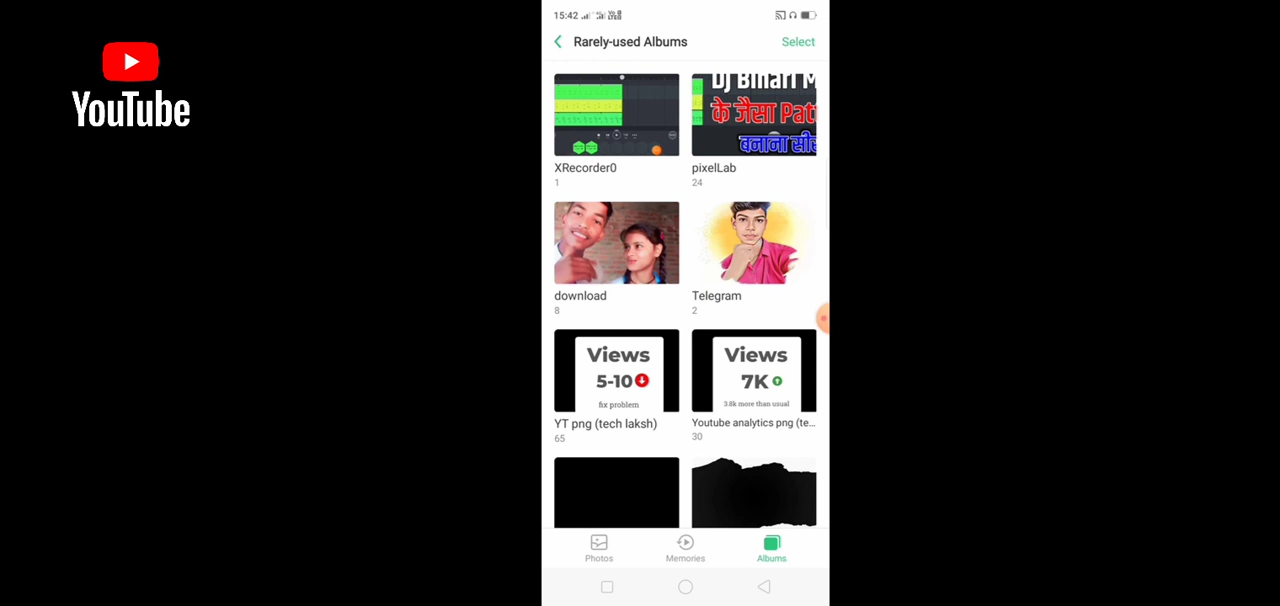 YouTube
15:42
Rarely-used Albums
Select
DJ Bihari M
के जैसा Pat
बनाना सी
XRecorder0
1
pixelLab
24
download
8
Telegram
2
Views
5-10
fix problem
Views
7K
3.8k more than usual
YT png (tech laksh)
65
Youtube analytics png (te...
30
Photos
Memories
Albums